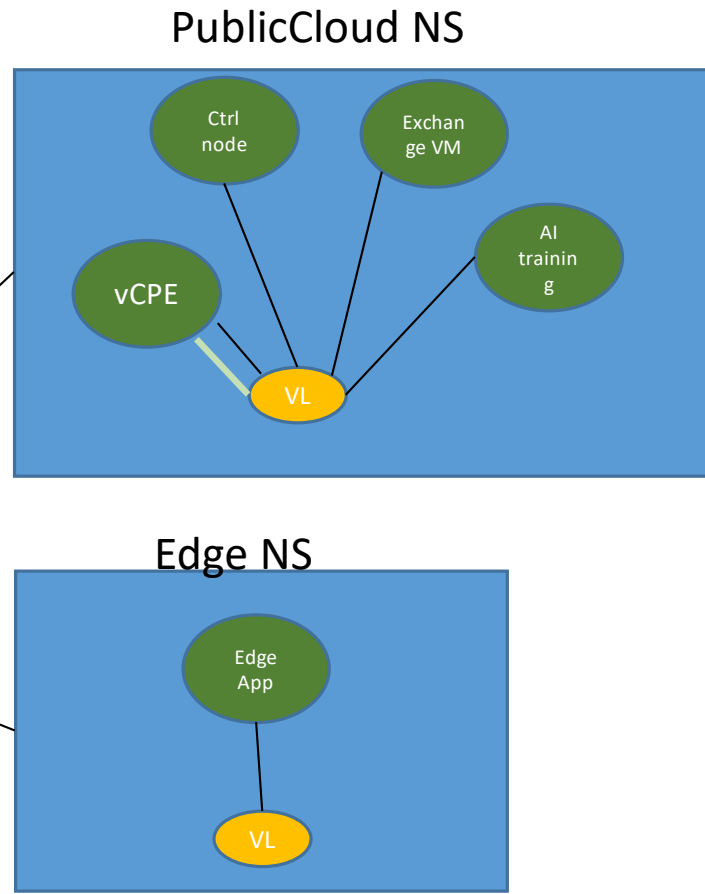 PublicCloud NS
Ctrl
node
Exchan
ge VM
AI
trainin
g
vCPE
VL
Edge NS
Edge
App
VL